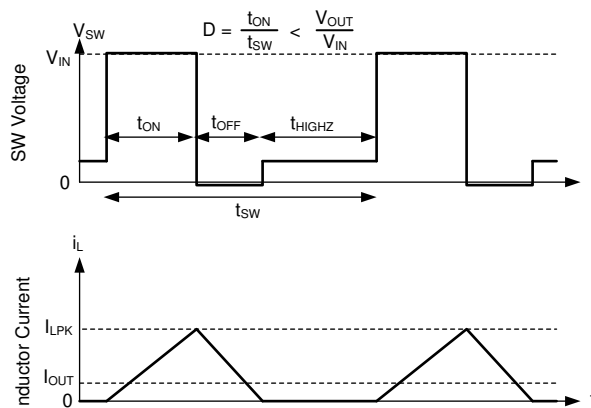 V_SW
D = t_ON / t_SW < V_OUT / V_IN
V_IN
SW Voltage
t_ON
t_OFF
t_HIGHZ
0
t_SW
i_L
nductor Current
I_LPK
I_OUT
0